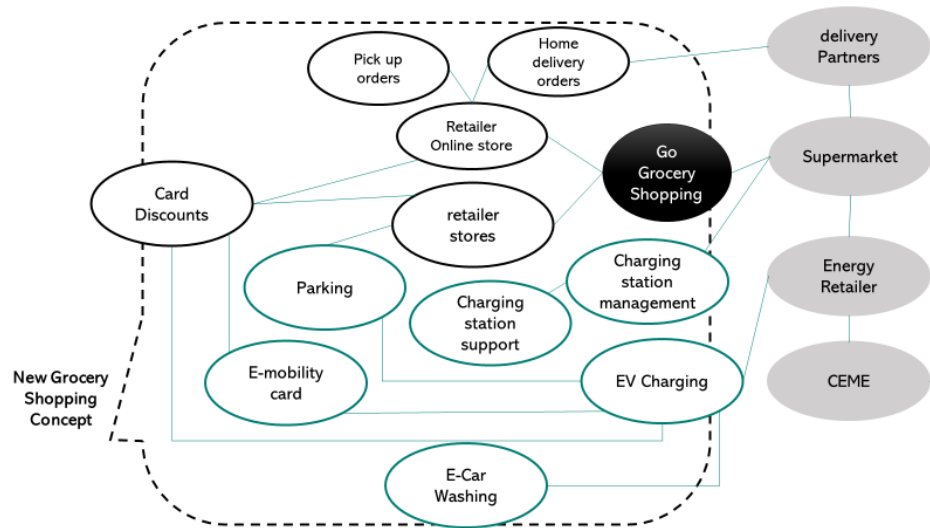 Pick up
orders
Home
delivery
orders
delivery
Partners
Retailer
Online store
Go
Grocery
Shopping
Supermarket
Card
Discounts
retailer
stores
Parking
Charging
station
support
Charging
station
management
Energy
Retailer
New Grocery
Shopping
Concept
E-mobility
card
EV Charging
CEME
E-Car
Washing